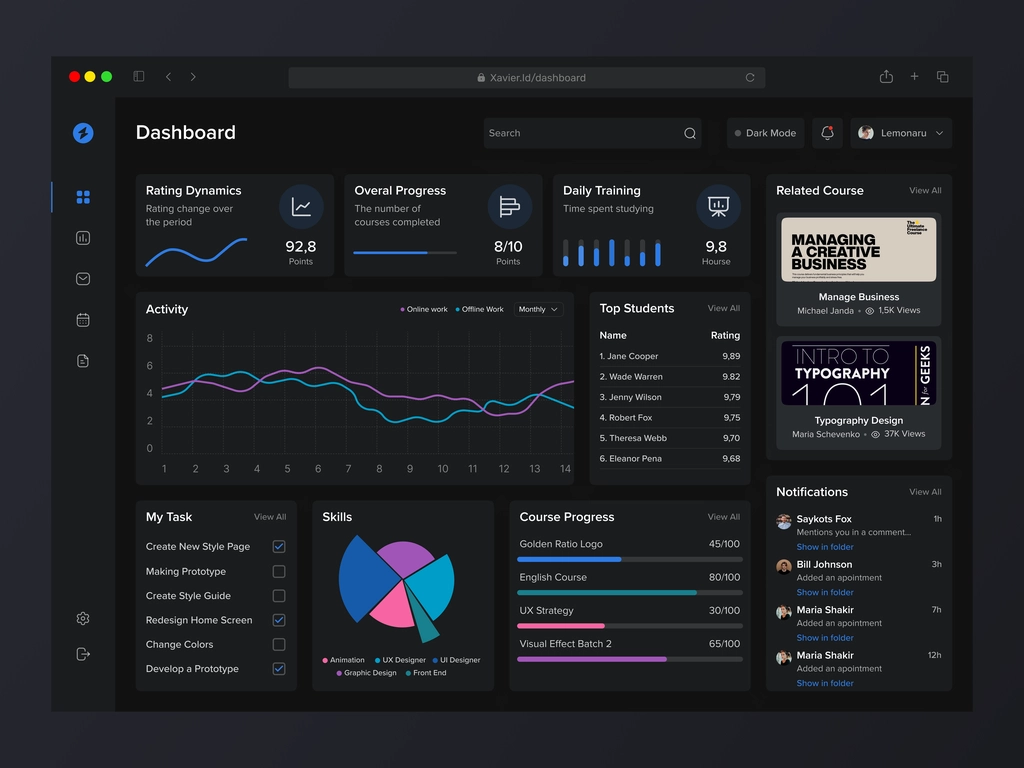 Xavier.Id/dashboard
Dashboard
Search
Dark Mode
Lemonaru
Rating Dynamics
Rating change over
the period
92,8
Points
Overal Progress
The number of
courses completed
8/10
Points
Daily Training
Time spent studying
9,8
Hourse
Related Course
View All
The
Ultimate
Freelance
Course
MANAGING
A CREATIVE
BUSINESS
Manage Business
Michael Janda • 1,5K Views
INTRO TO
TYPOGRAPHY
101
N for GEEKS
Typography Design
Maria Schevenko • 37K Views
Activity
Online work
Offline Work
Monthly
8
6
4
2
0
1 2 3 4 5 6 7 8 9 10 11 12 13 14
Top Students
View All
Name Rating
1. Jane Cooper 9,89
2. Wade Warren 9.82
3. Jenny Wilson 9,79
4. Robert Fox 9,75
5. Theresa Webb 9,70
6. Eleanor Pena 9,68
My Task
View All
Create New Style Page
Making Prototype
Create Style Guide
Redesign Home Screen
Change Colors
Develop a Prototype
Skills
Animation UX Designer UI Designer
Graphic Design Front End
Course Progress
View All
Golden Ratio Logo 45/100
English Course 80/100
UX Strategy 30/100
Visual Effect Batch 2 65/100
Notifications
View All
Saykots Fox 1h
Mentions you in a comment...
Show in folder
Bill Johnson 3h
Added an apointment
Show in folder
Maria Shakir 7h
Added an apointment
Show in folder
Maria Shakir 12h
Added an apointment
Show in folder